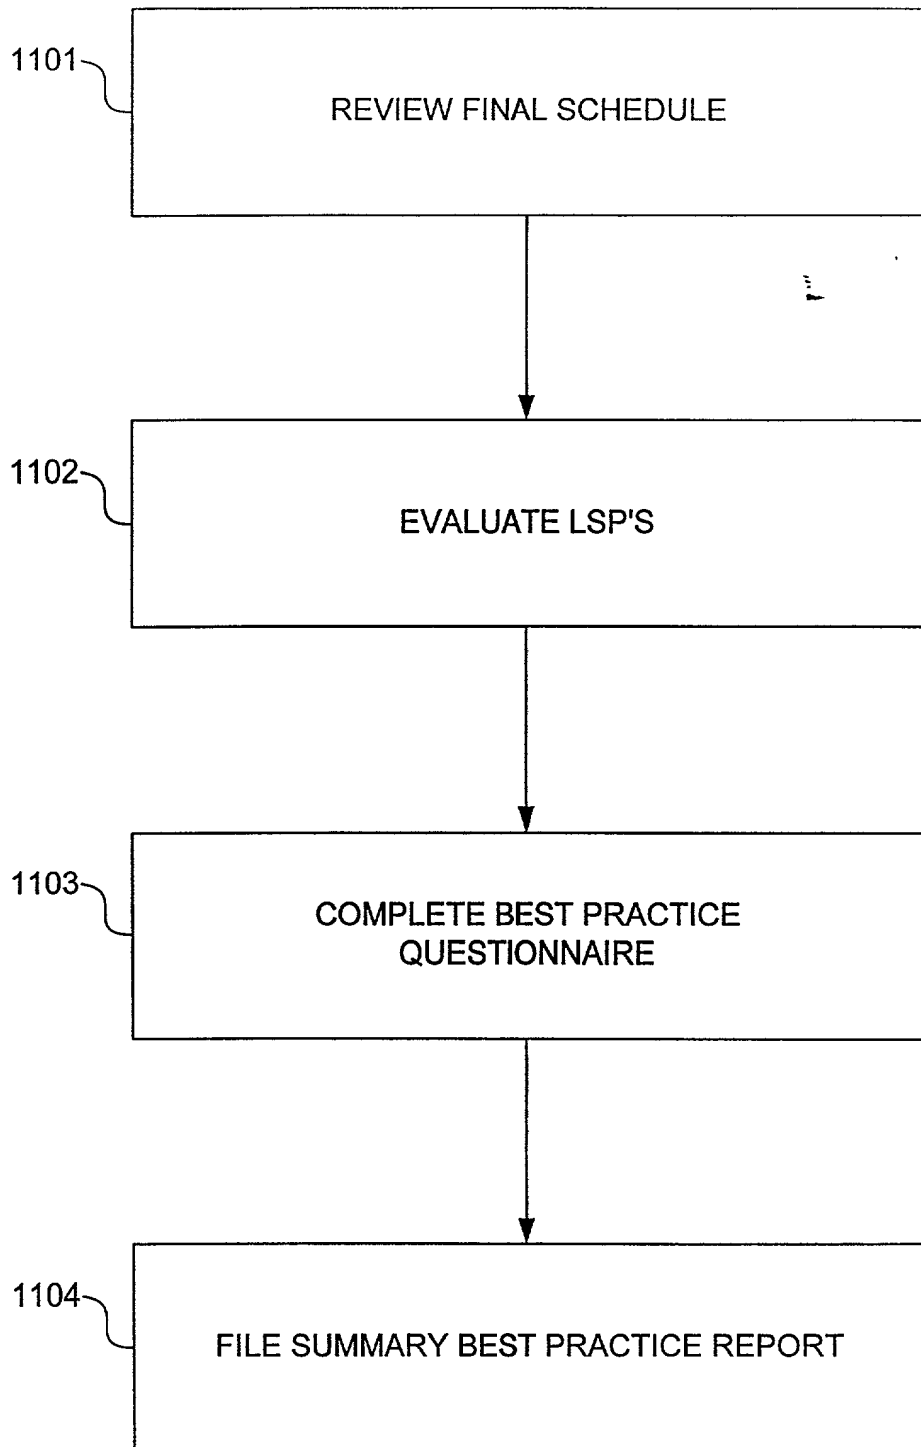 1101
REVIEW FINAL SCHEDULE
1102
EVALUATE LSP'S
1103
COMPLETE BEST PRACTICE
QUESTIONNAIRE
1104
FILE SUMMARY BEST PRACTICE REPORT